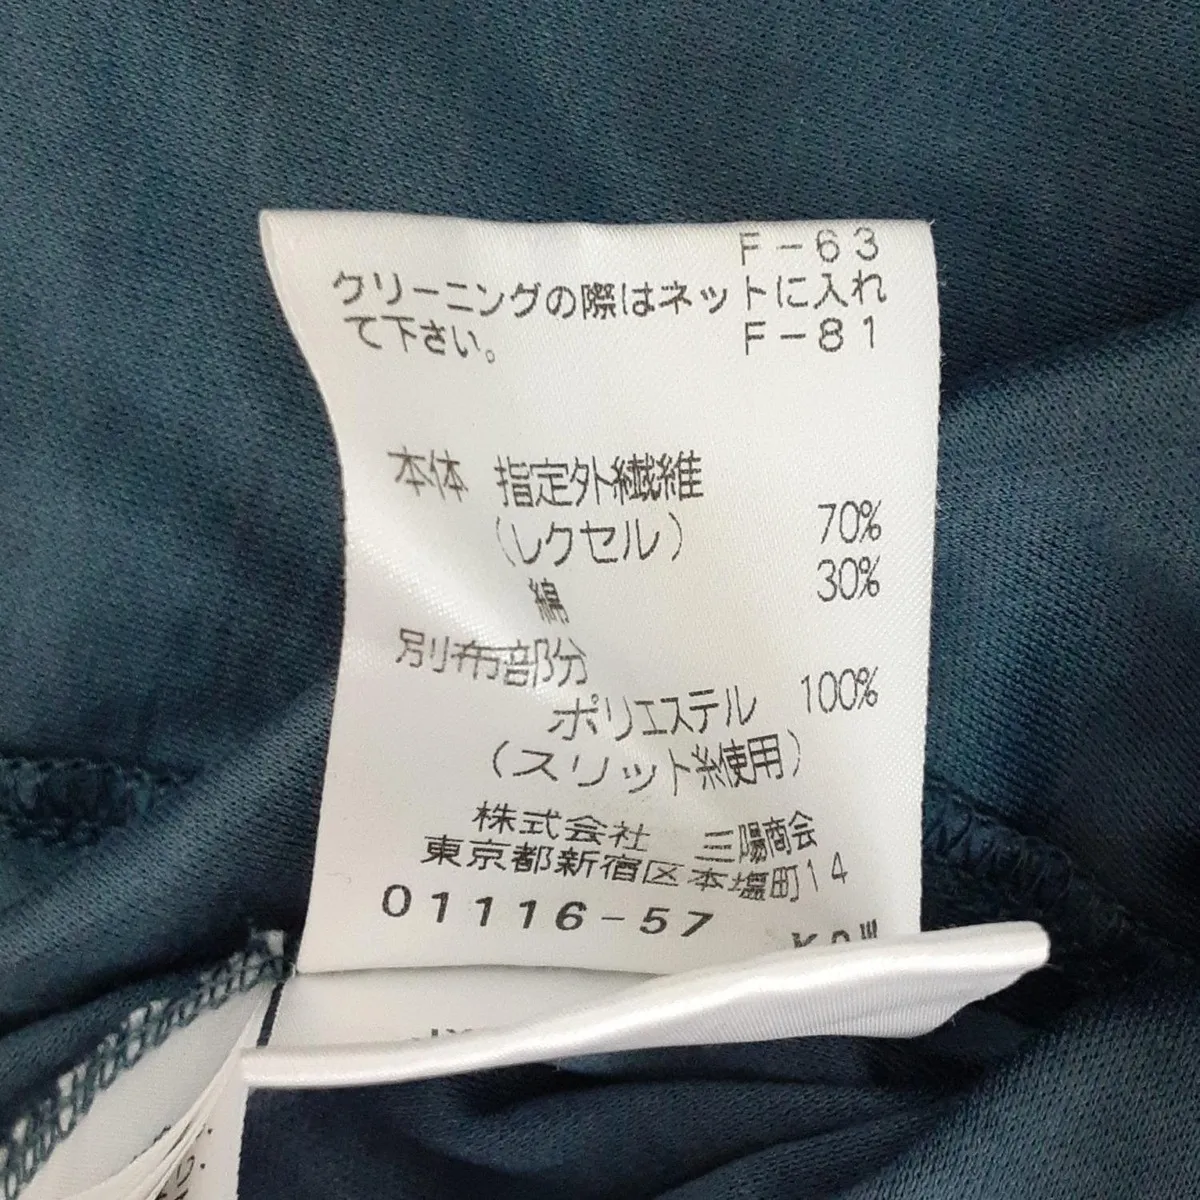 F-63
クリーニングの際はネットに入れ
て下さい。
F-81
本体 指定外繊維
(レクセル) 70%
綿 30%
別布部分
ポリエステル 100%
(スリット糸使用)
株式会社 三陽商会
東京都新宿区本塩町14
01116-57